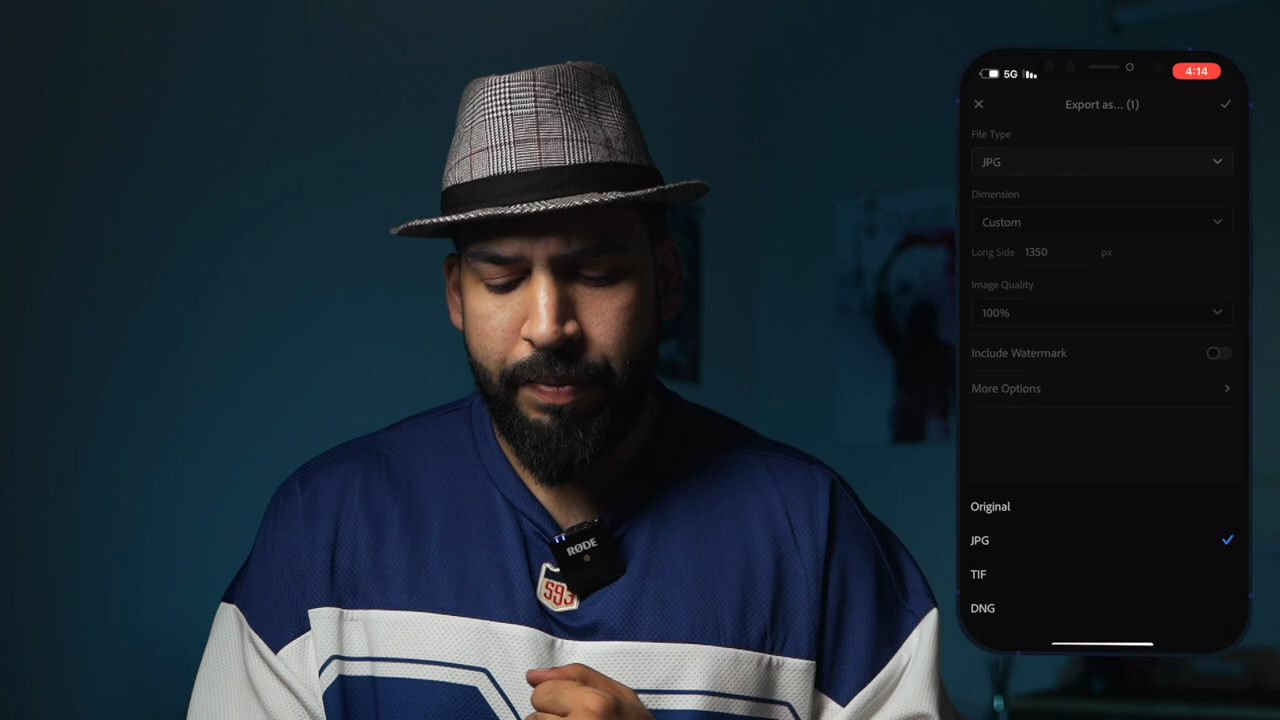 5G
4:14
Export as... (1)
File Type
JPG
Dimension
Custom
Long Side 1350 px
Image Quality
100%
Include Watermark
More Options
Original
JPG
TIF
DNG
RØDE
S93